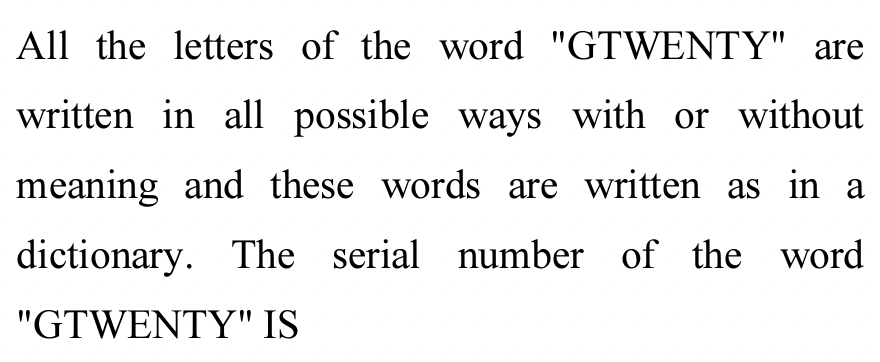 All the letters of the word "GTWENTY" are
written in all possible ways with or without
meaning and these words are written as in a
dictionary. The serial number of the word
"GTWENTY" IS